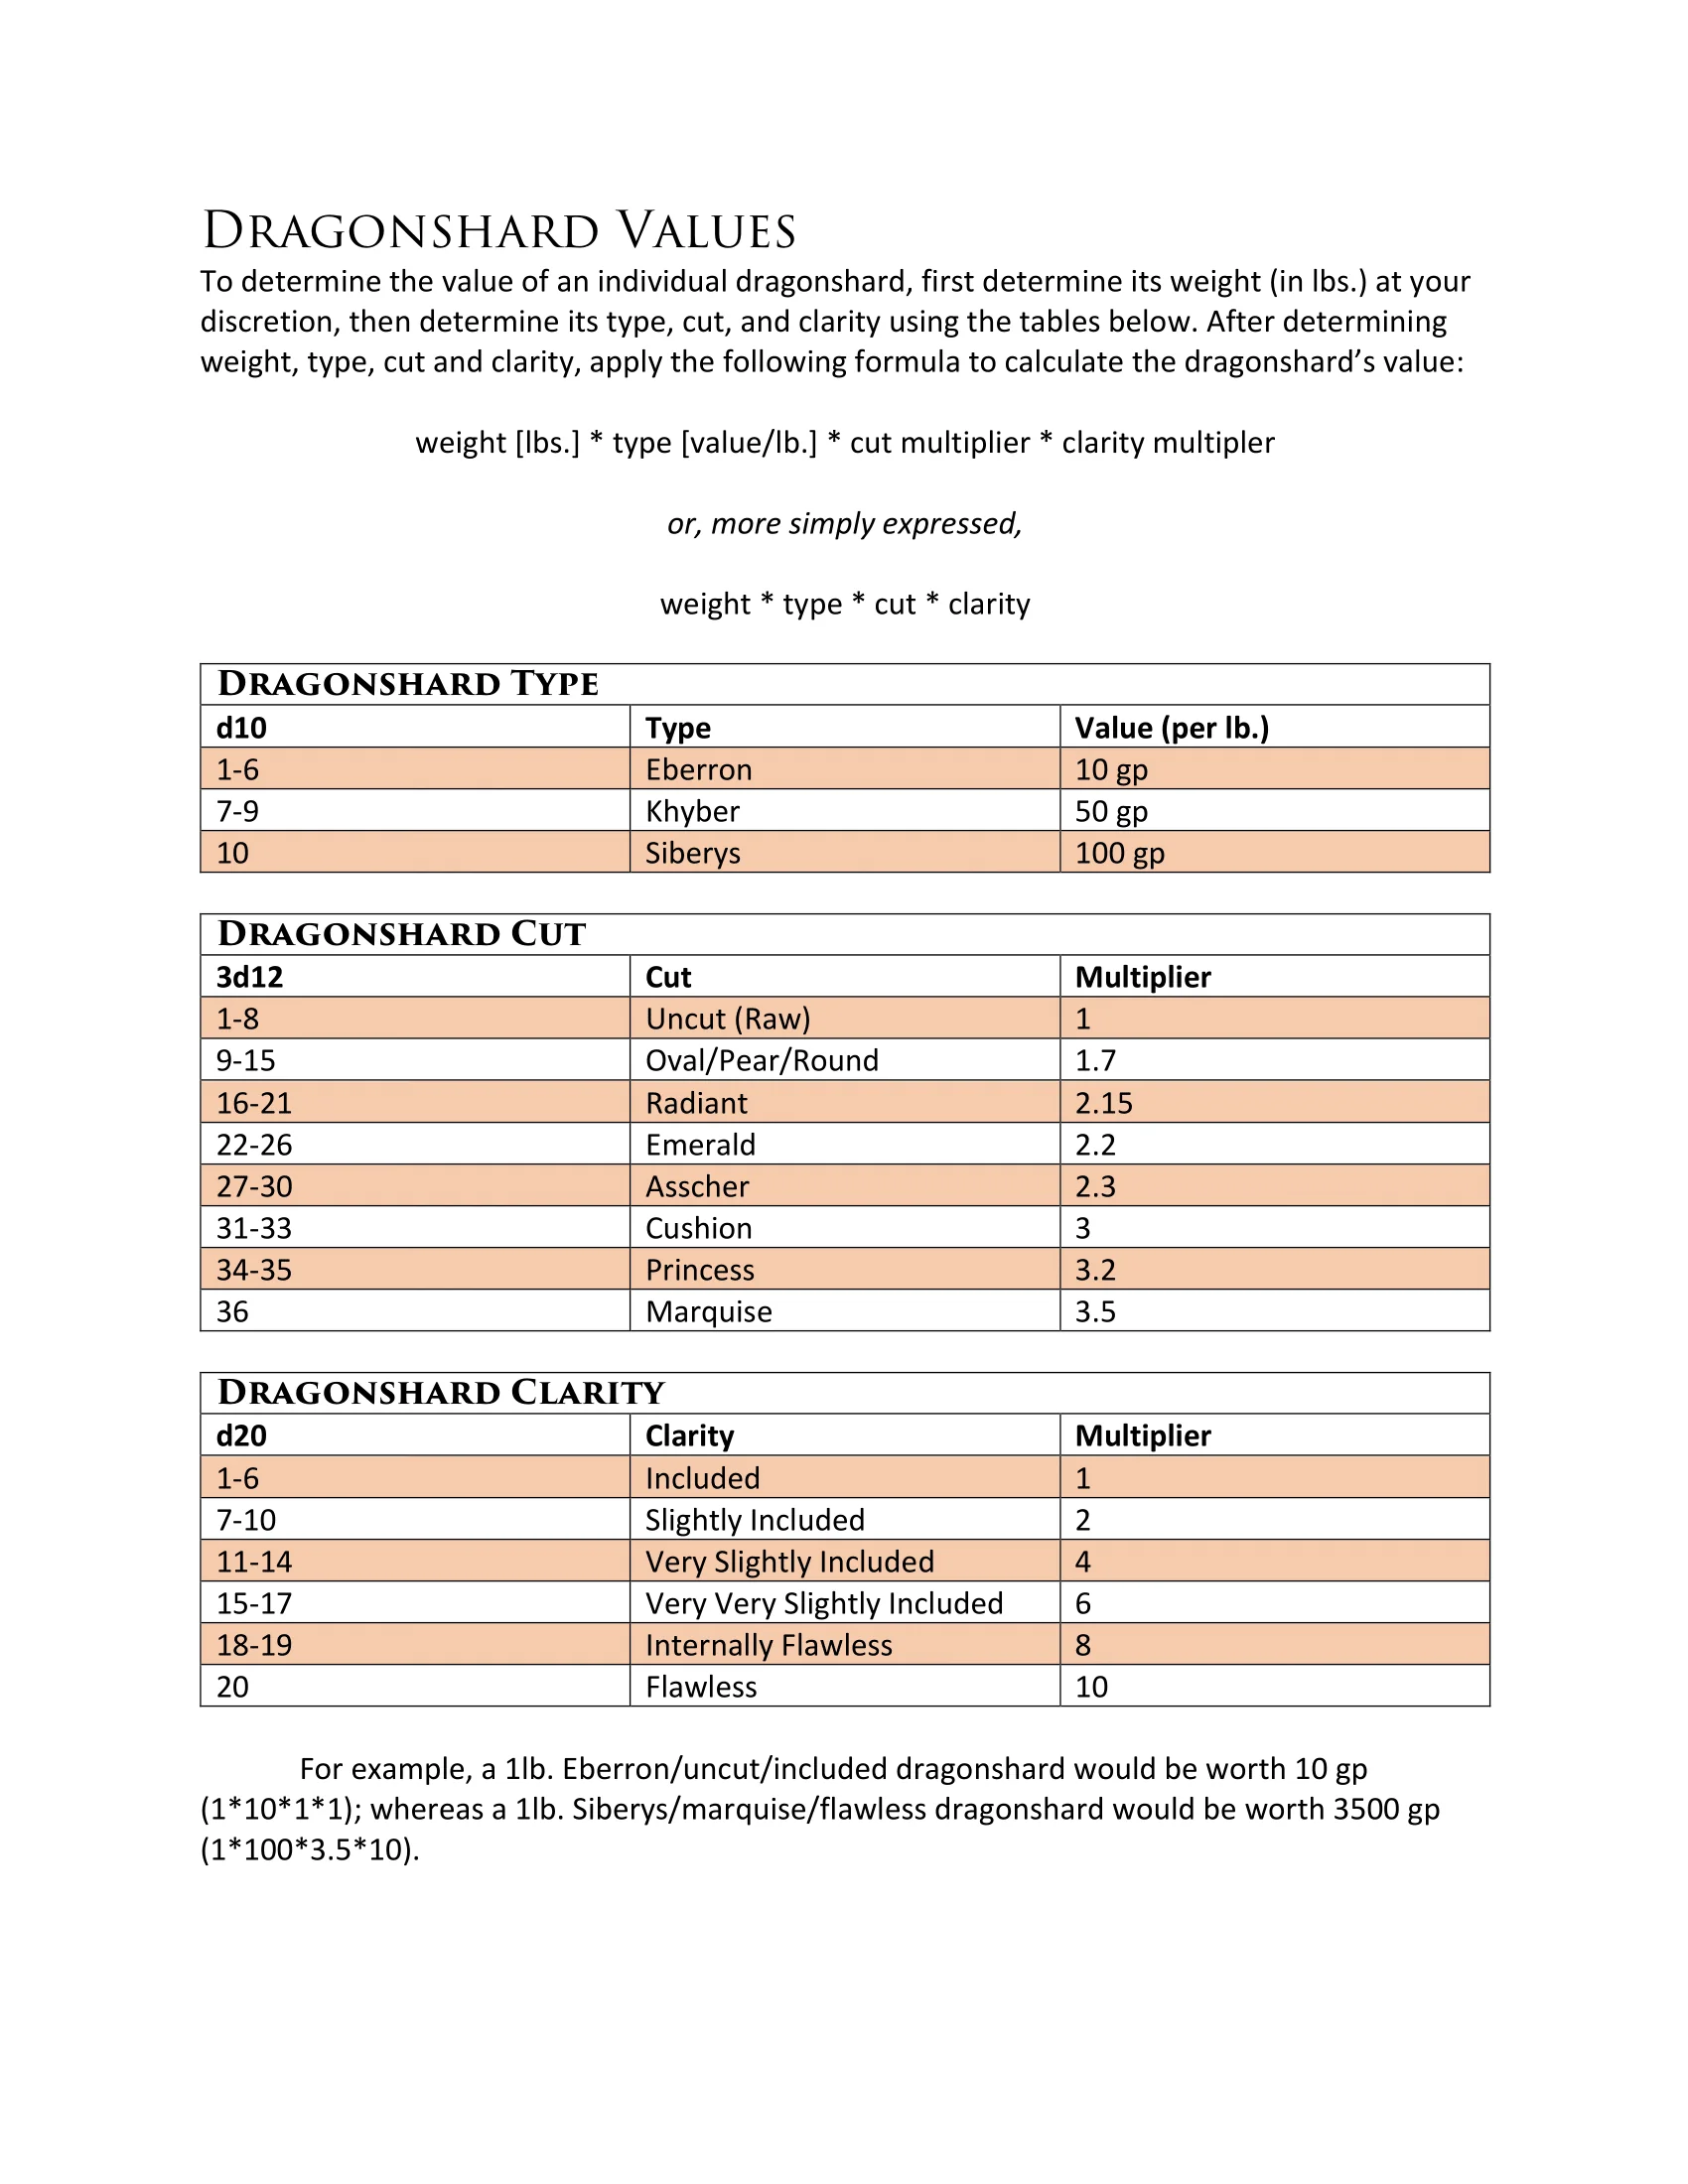 DRAGONSHARD VALUES
To determine the value of an individual dragonshard, first determine its weight (in lbs.) at your
discretion, then determine its type, cut, and clarity using the tables below. After determining
weight, type, cut and clarity, apply the following formula to calculate the dragonshard’s value:
weight [lbs.] * type [value/lb.] * cut multiplier * clarity multipler
or, more simply expressed,
weight * type * cut * clarity
DRAGONSHARD TYPE
d10 Type Value (per lb.)
1-6 Eberron 10 gp
7-9 Khyber 50 gp
10 Siberys 100 gp
DRAGONSHARD CUT
3d12 Cut Multiplier
1-8 Uncut (Raw) 1
9-15 Oval/Pear/Round 1.7
16-21 Radiant 2.15
22-26 Emerald 2.2
27-30 Asscher 2.3
31-33 Cushion 3
34-35 Princess 3.2
36 Marquise 3.5
DRAGONSHARD CLARITY
d20 Clarity Multiplier
1-6 Included 1
7-10 Slightly Included 2
11-14 Very Slightly Included 4
15-17 Very Very Slightly Included 6
18-19 Internally Flawless 8
20 Flawless 10
For example, a 1lb. Eberron/uncut/included dragonshard would be worth 10 gp
(1*10*1*1); whereas a 1lb. Siberys/marquise/flawless dragonshard would be worth 3500 gp
(1*100*3.5*10).